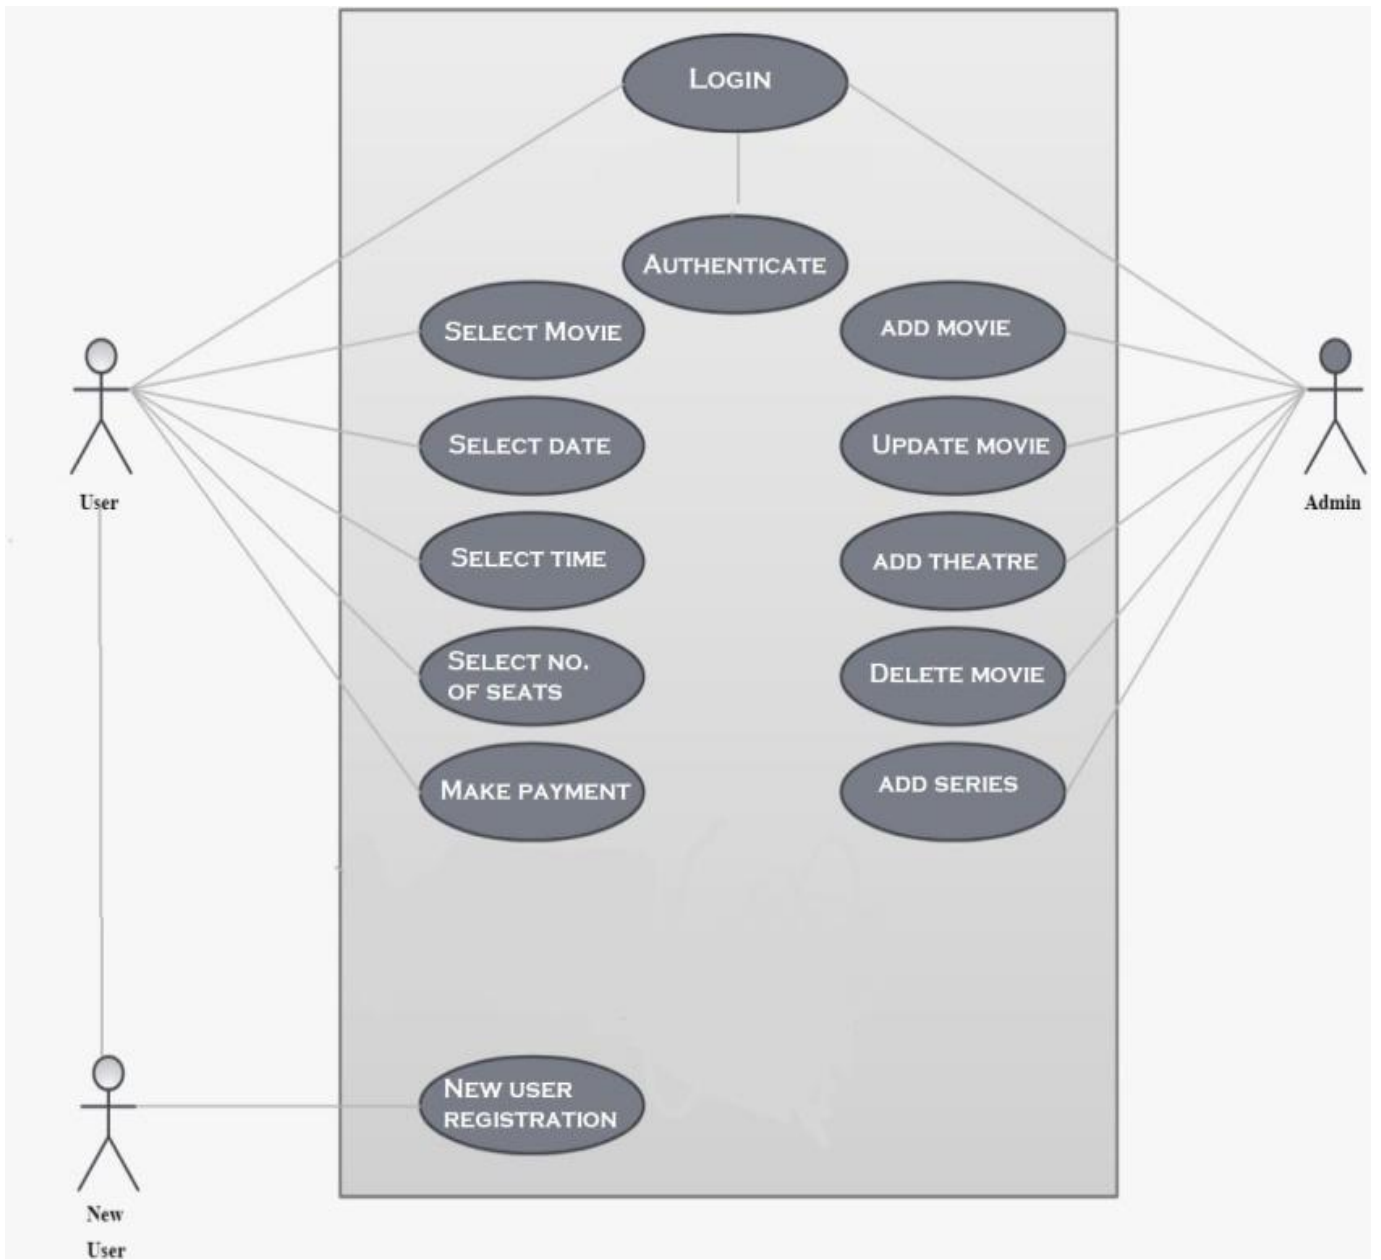 LOGIN
AUTHENTICATE
SELECT MOVIE
ADD MOVIE
User
SELECT DATE
UPDATE MOVIE
Admin
SELECT TIME
ADD THEATRE
SELECT NO.
OF SEATS
DELETE MOVIE
MAKE PAYMENT
ADD SERIES
NEW USER
REGISTRATION
New
User